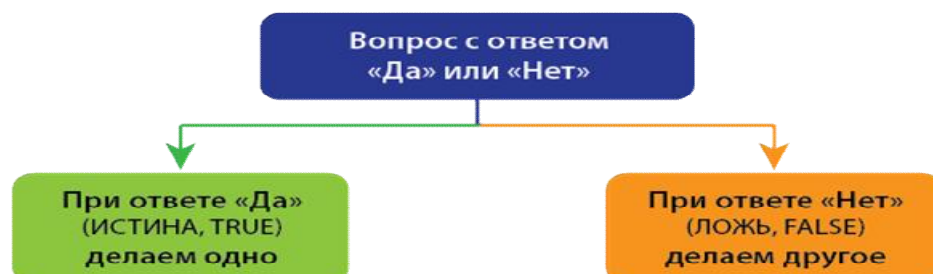 Вопрос с ответом
«Да» или «Нет»
При ответе «Да»
(ИСТИНА, TRUE)
делаем одно
При ответе «Нет»
(ЛОЖЬ, FALSE)
делаем другое